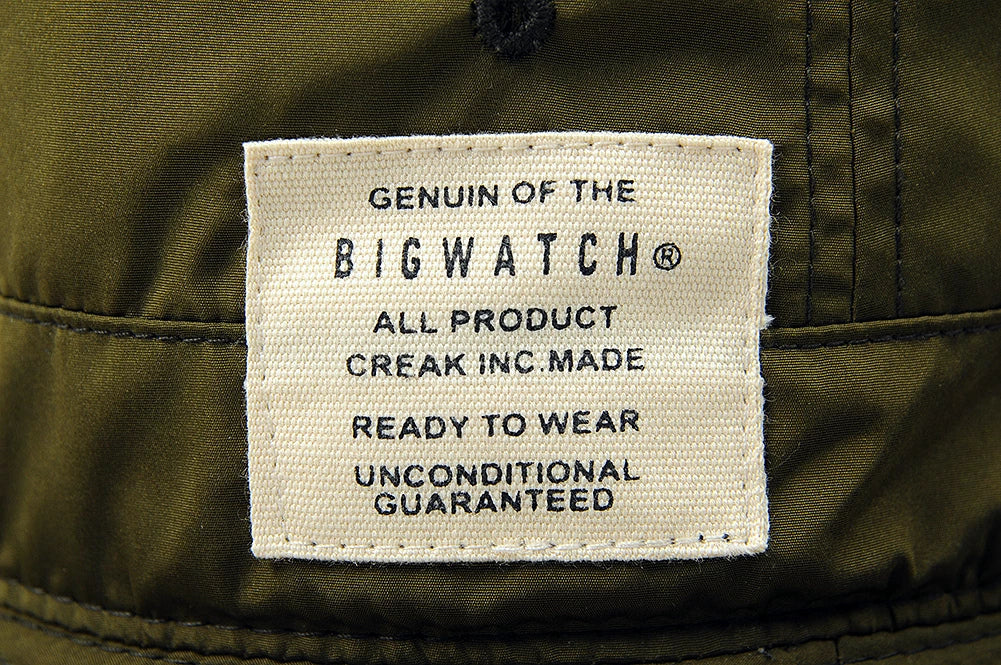 GENUIN OF THE
BIGWATCH®
ALL PRODUCT
CREAK INC.MADE
READY TO WEAR
UNCONDITIONAL
GUARANTEED